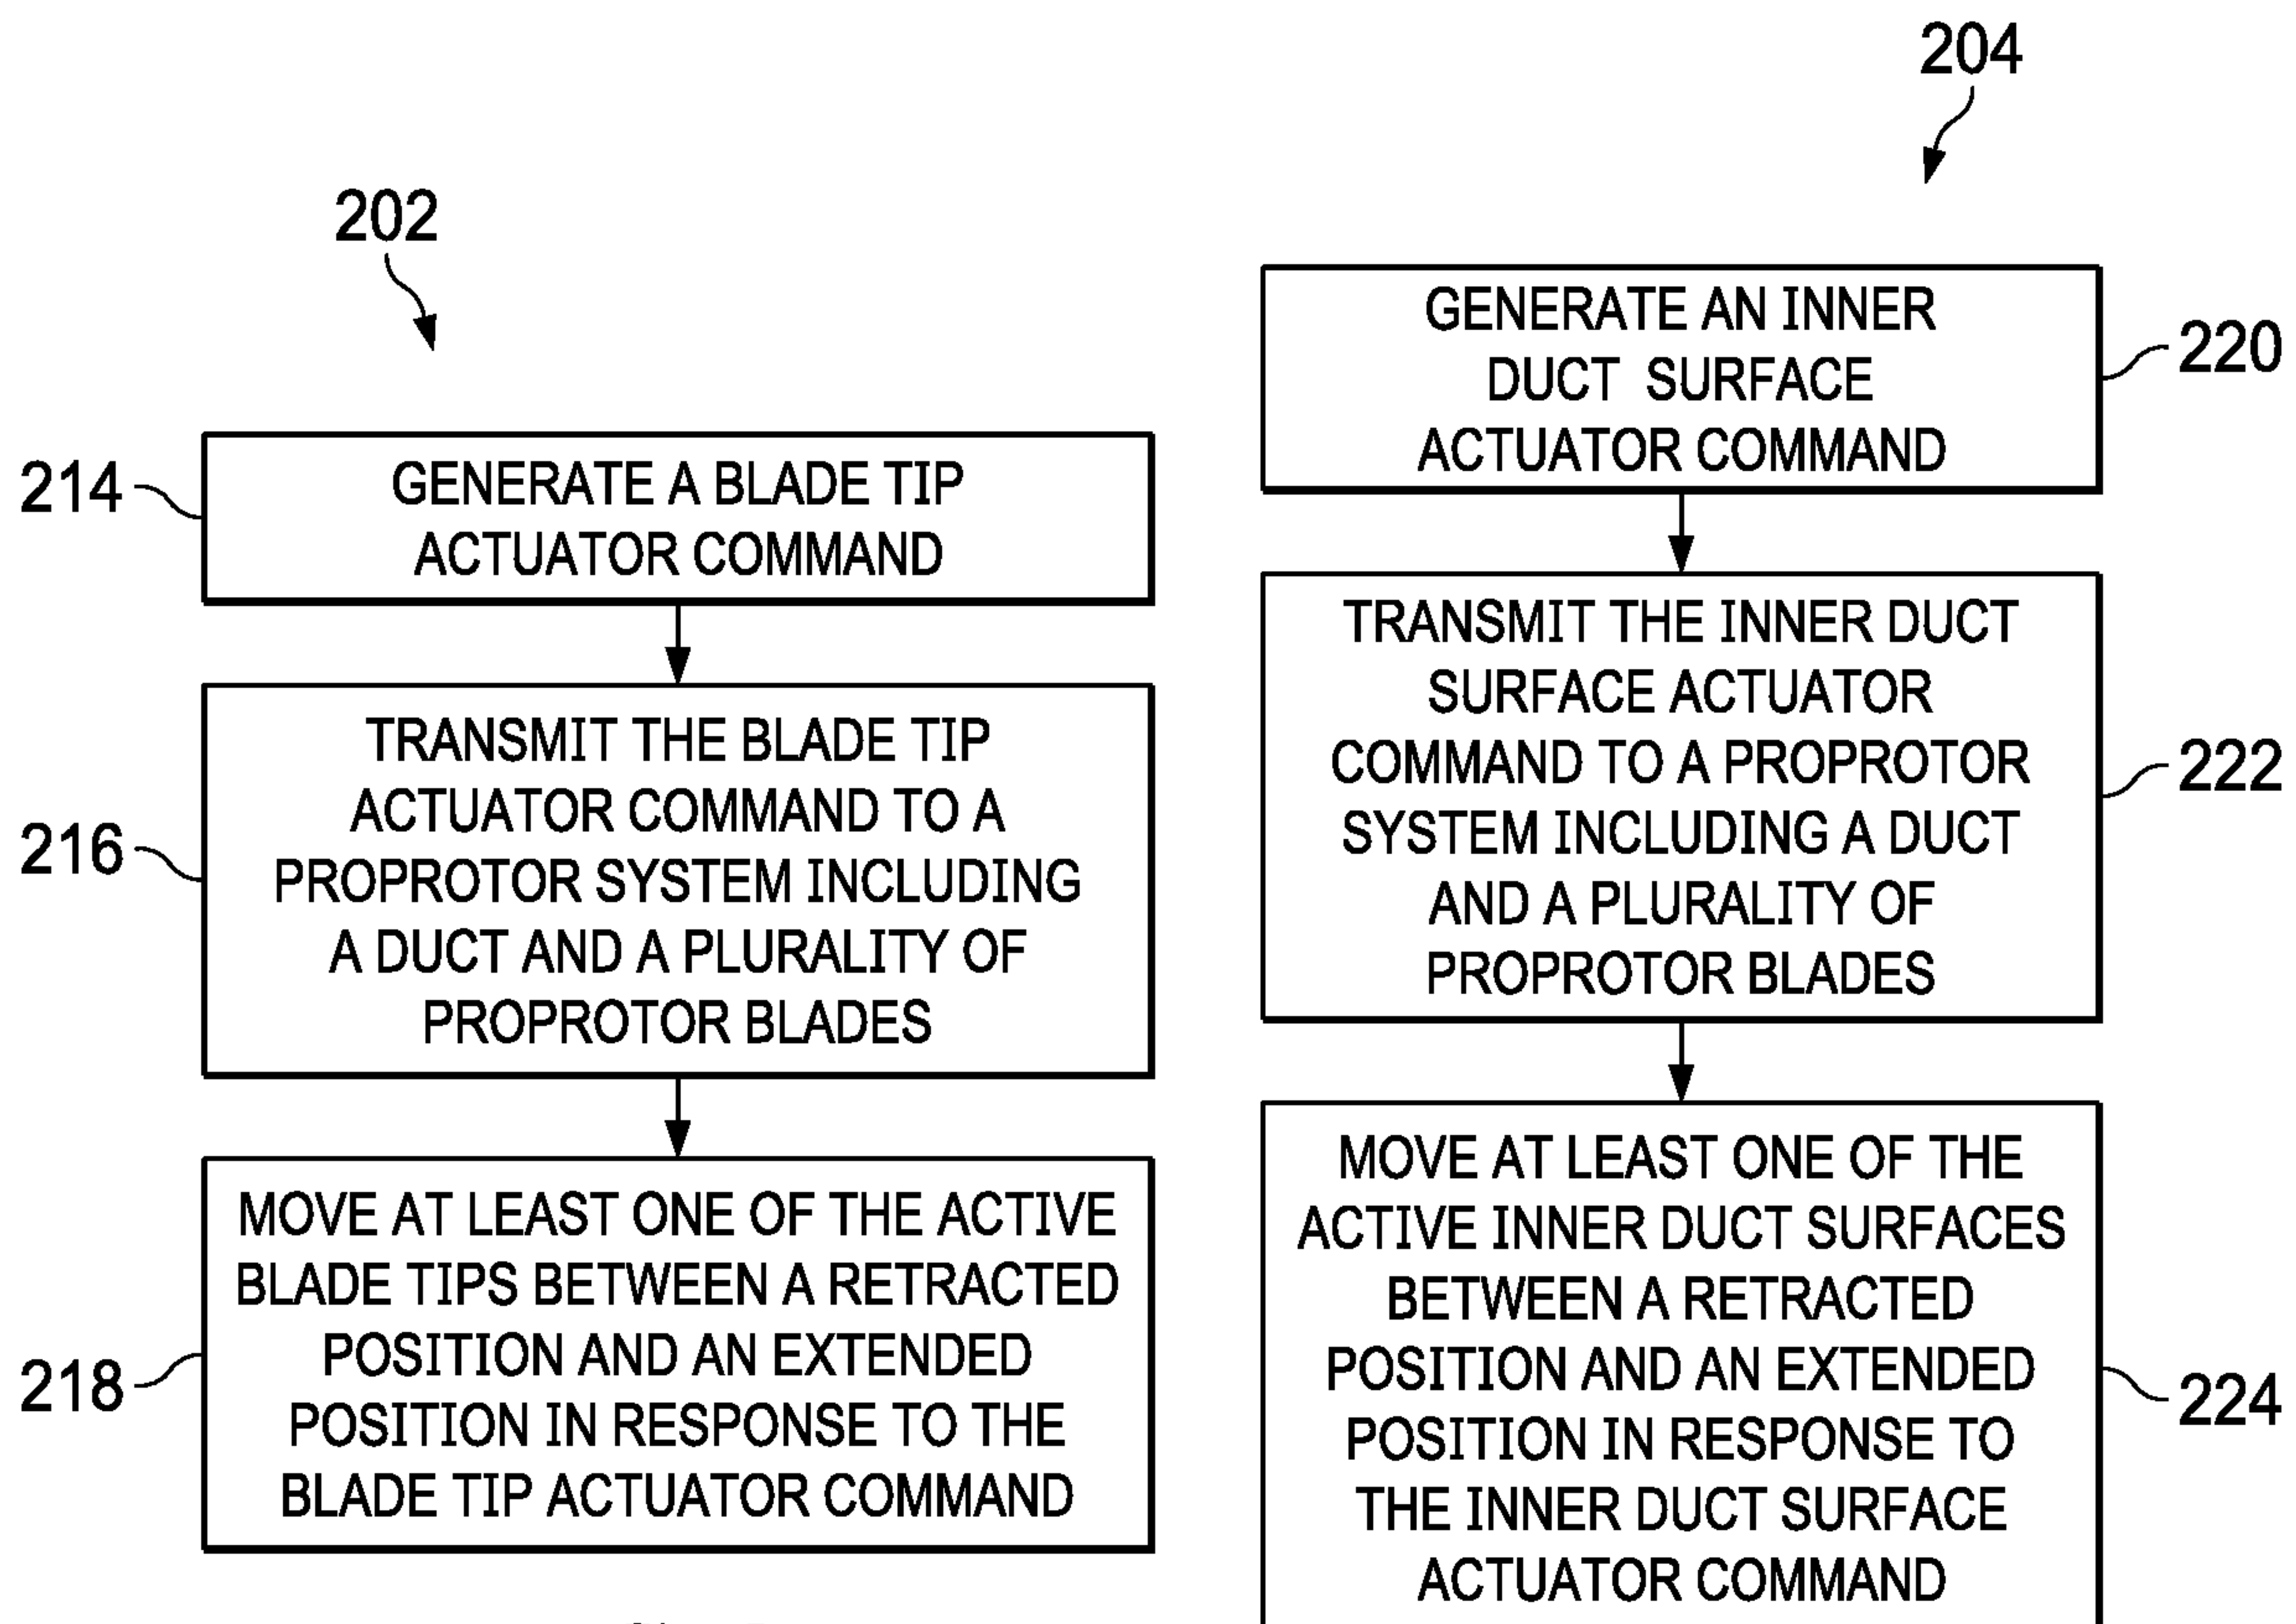 202
214
GENERATE A BLADE TIP
ACTUATOR COMMAND
216
TRANSMIT THE BLADE TIP
ACTUATOR COMMAND TO A
PROPROTOR SYSTEM INCLUDING
A DUCT AND A PLURALITY OF
PROPROTOR BLADES
218
MOVE AT LEAST ONE OF THE ACTIVE
BLADE TIPS BETWEEN A RETRACTED
POSITION AND AN EXTENDED
POSITION IN RESPONSE TO THE
BLADE TIP ACTUATOR COMMAND
204
GENERATE AN INNER
DUCT SURFACE
ACTUATOR COMMAND
220
TRANSMIT THE INNER DUCT
SURFACE ACTUATOR
COMMAND TO A PROPROTOR
SYSTEM INCLUDING A DUCT
AND A PLURALITY OF
PROPROTOR BLADES
222
MOVE AT LEAST ONE OF THE
ACTIVE INNER DUCT SURFACES
BETWEEN A RETRACTED
POSITION AND AN EXTENDED
POSITION IN RESPONSE TO
THE INNER DUCT SURFACE
ACTUATOR COMMAND
224